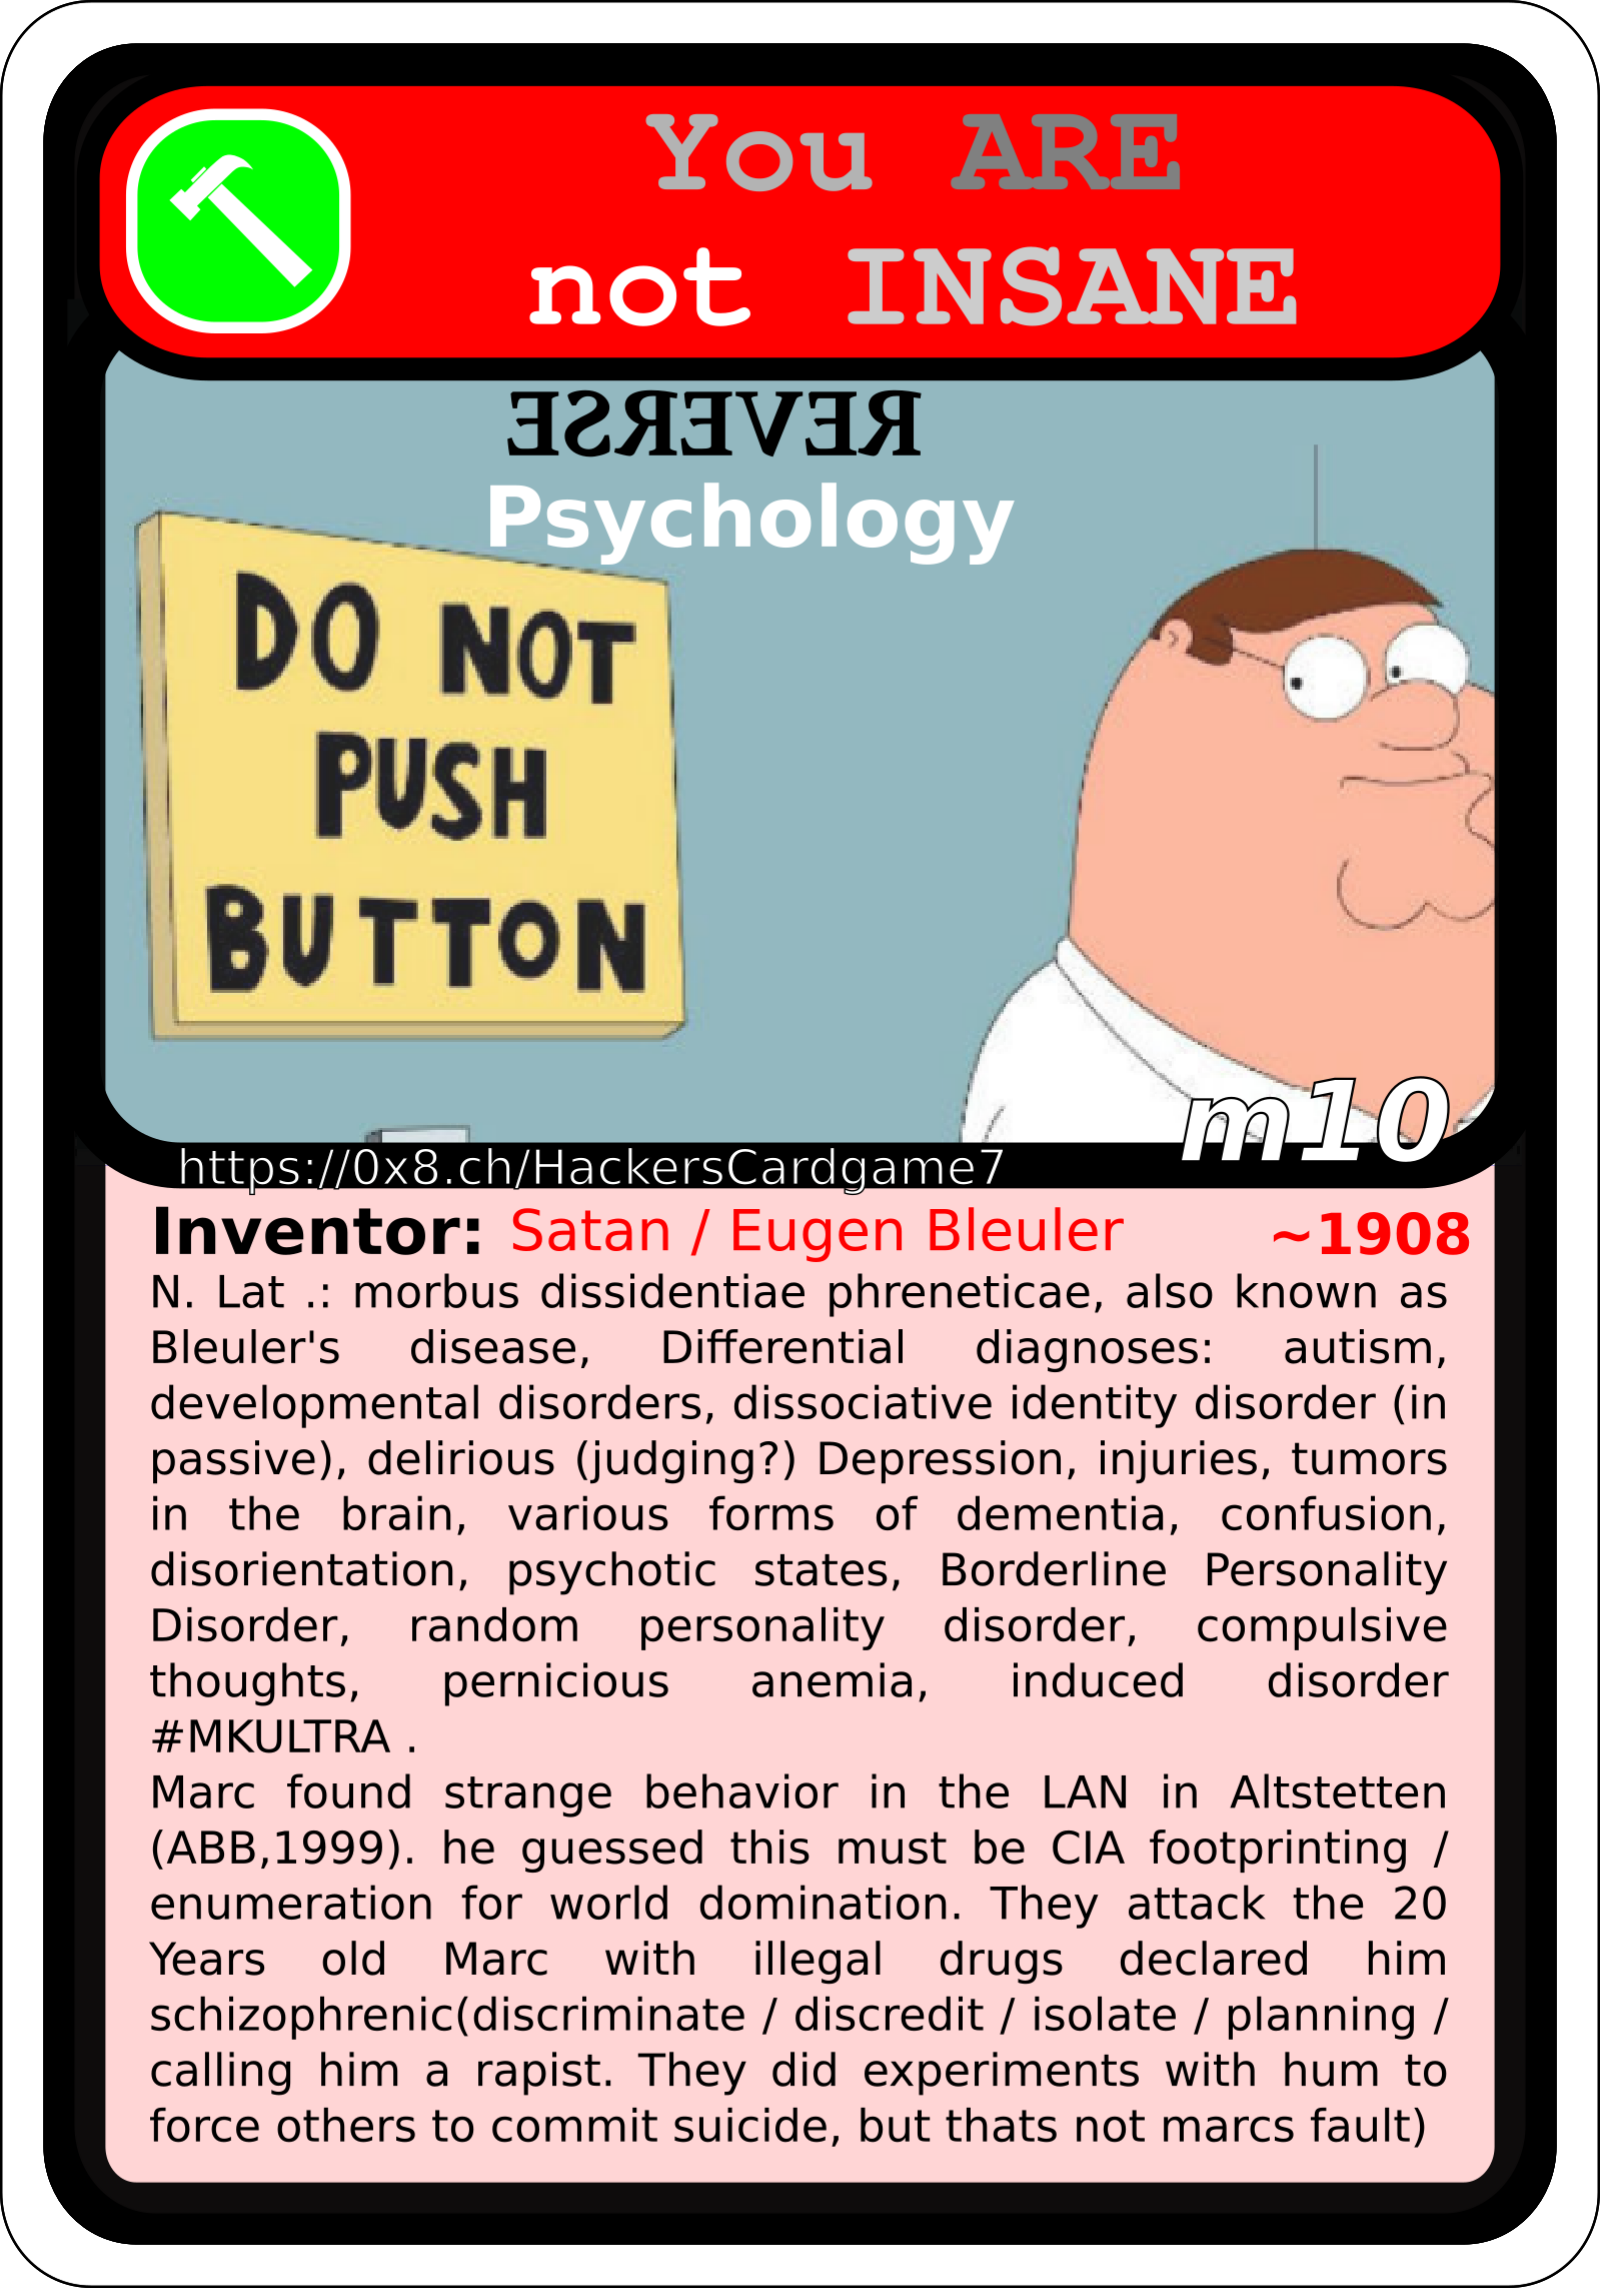 You ARE
not INSANE
REVERSE
Psychology
DO NOT
PUSH
BUTTON
m10
https://0x8.ch/HackersCardgame7
Inventor: Satan / Eugen Bleuler ~1908
N. Lat .: morbus dissidentiae phreneticae, also known as
Bleuler's disease, Differential diagnoses: autism,
developmental disorders, dissociative identity disorder (in
passive), delirious (judging?) Depression, injuries, tumors
in the brain, various forms of dementia, confusion,
disorientation, psychotic states, Borderline Personality
Disorder, random personality disorder, compulsive
thoughts, pernicious anemia, induced disorder
#MKULTRA .
Marc found strange behavior in the LAN in Altstetten
(ABB,1999). he guessed this must be CIA footprinting /
enumeration for world domination. They attack the 20
Years old Marc with illegal drugs declared him
schizophrenic(discriminate / discredit / isolate / planning /
calling him a rapist. They did experiments with hum to
force others to commit suicide, but thats not marcs fault)